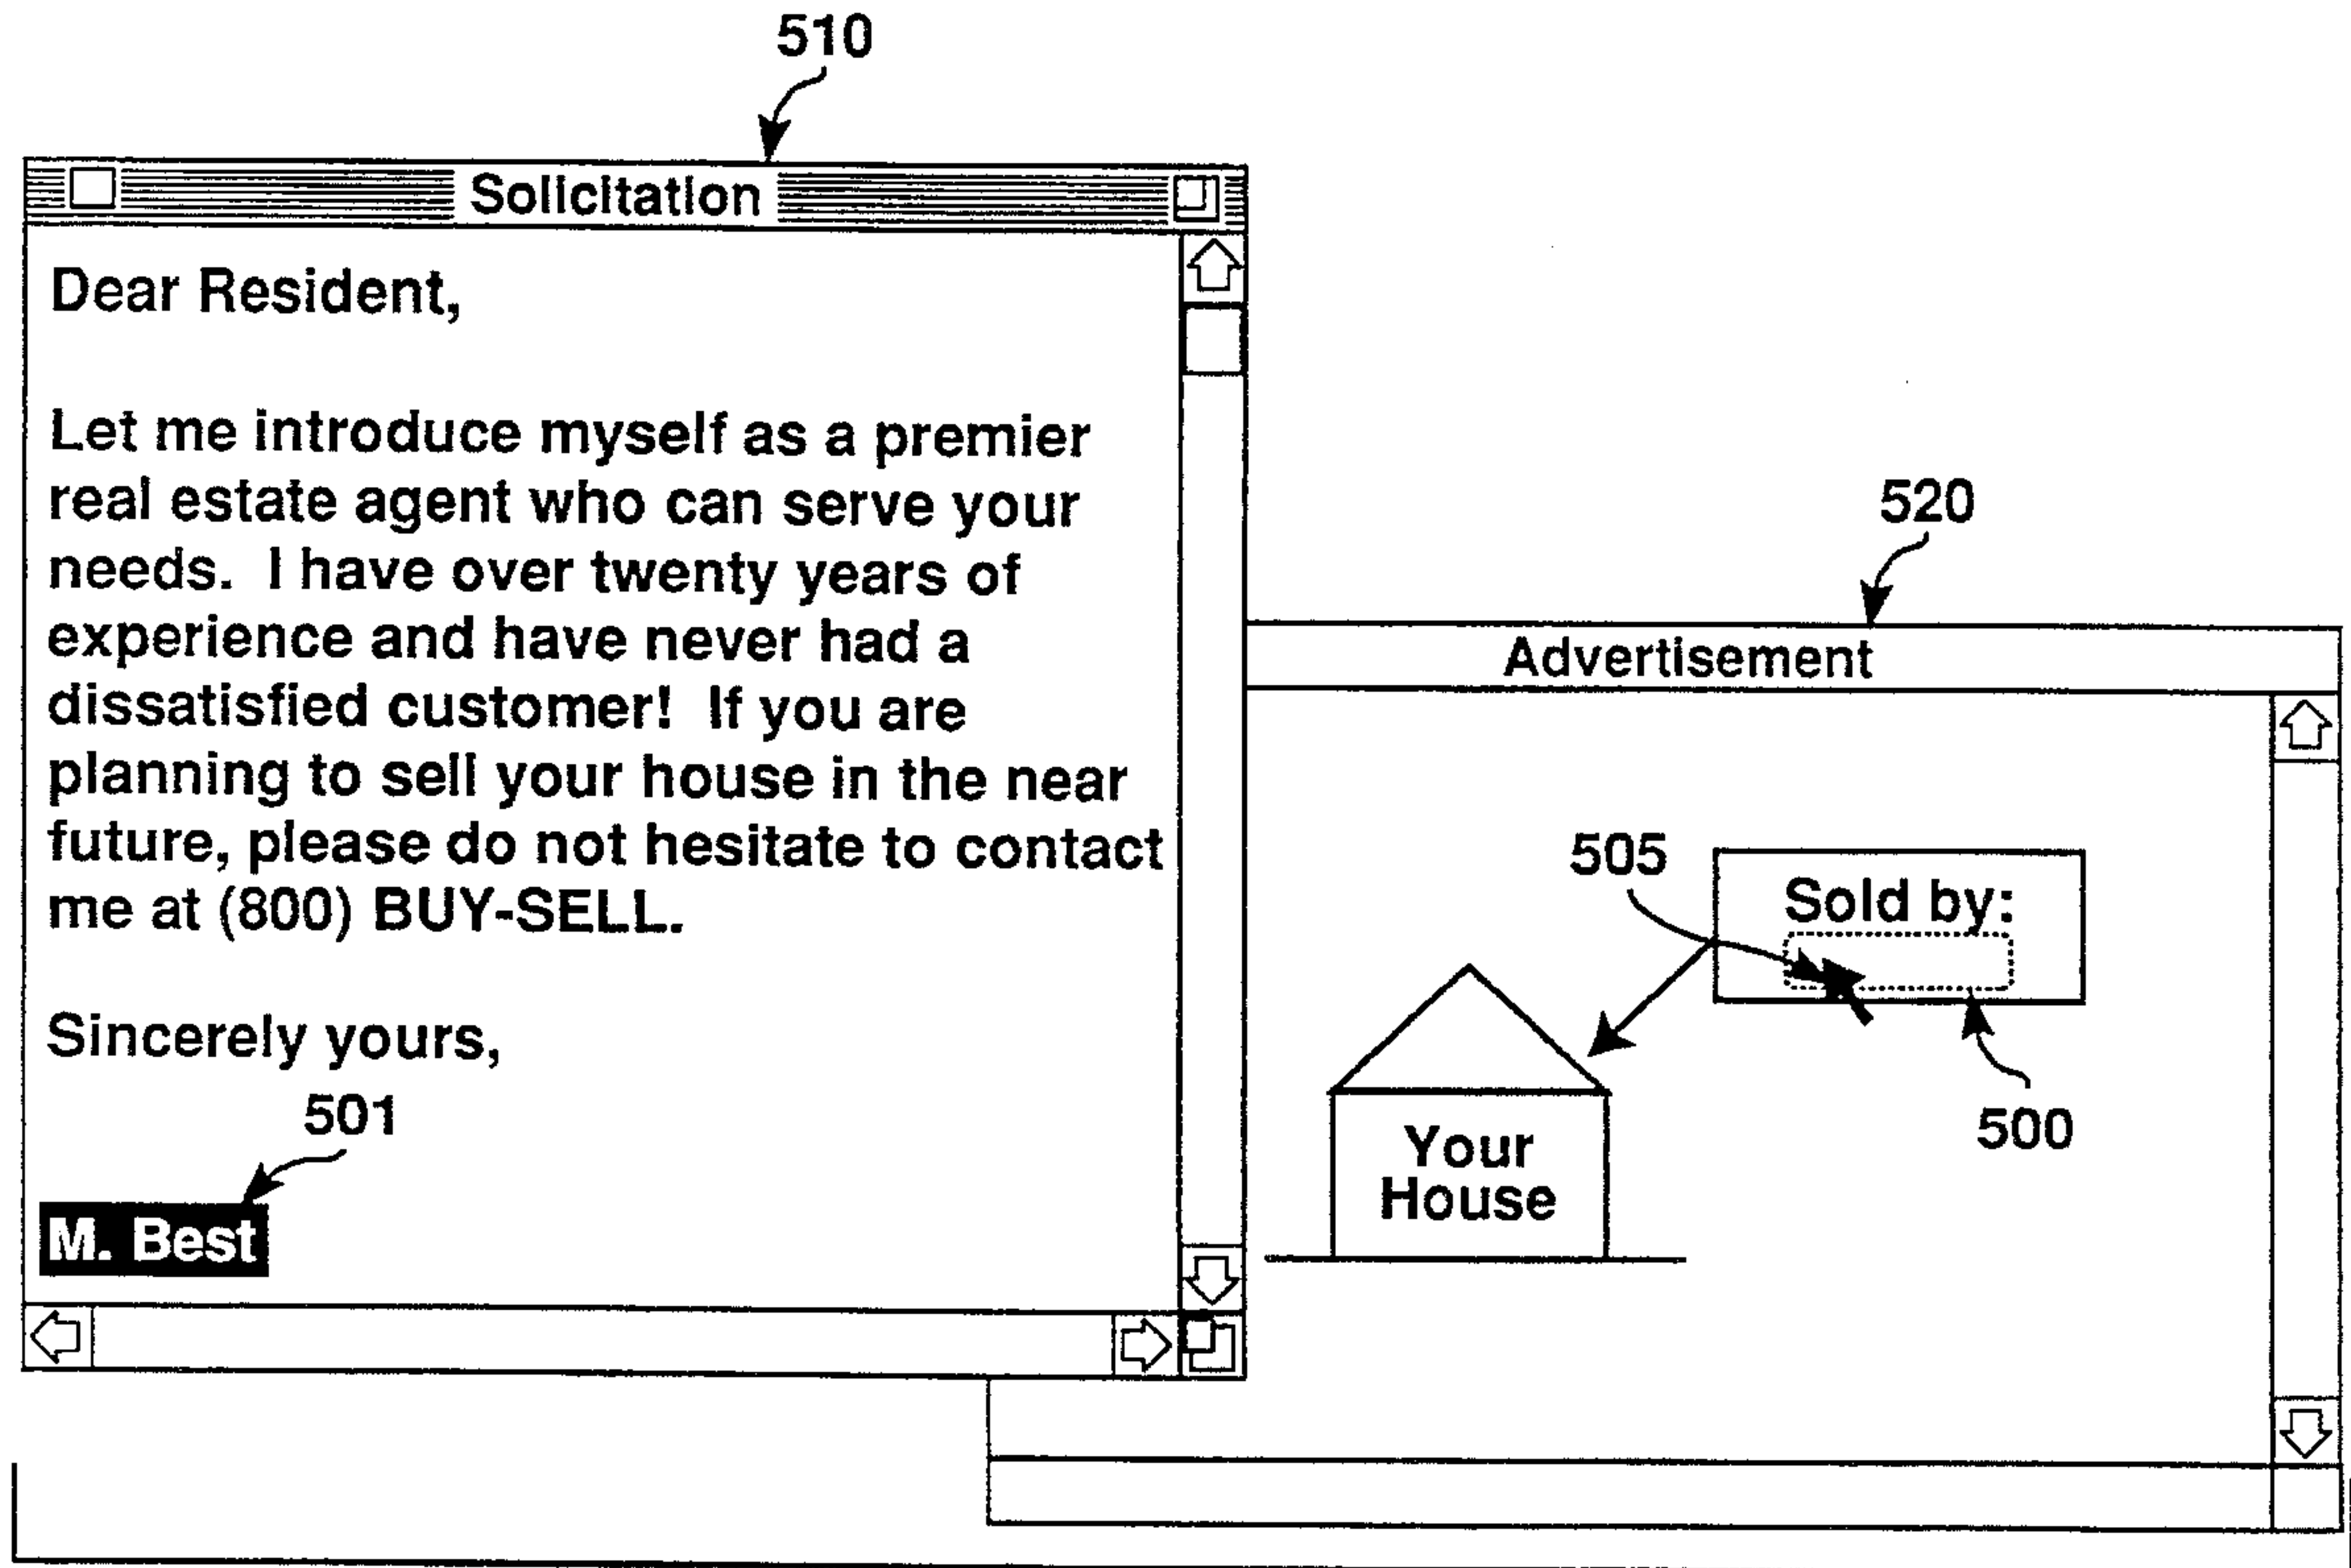 510
Solicitation
Dear Resident,
Let me introduce myself as a premier
real estate agent who can serve your
needs. I have over twenty years of
experience and have never had a
dissatisfied customer! If you are
planning to sell your house in the near
future, please do not hesitate to contact
me at (800) BUY-SELL.
Sincerely yours,
501
M. Best
520
Advertisement
505
Sold by:
500
Your
House